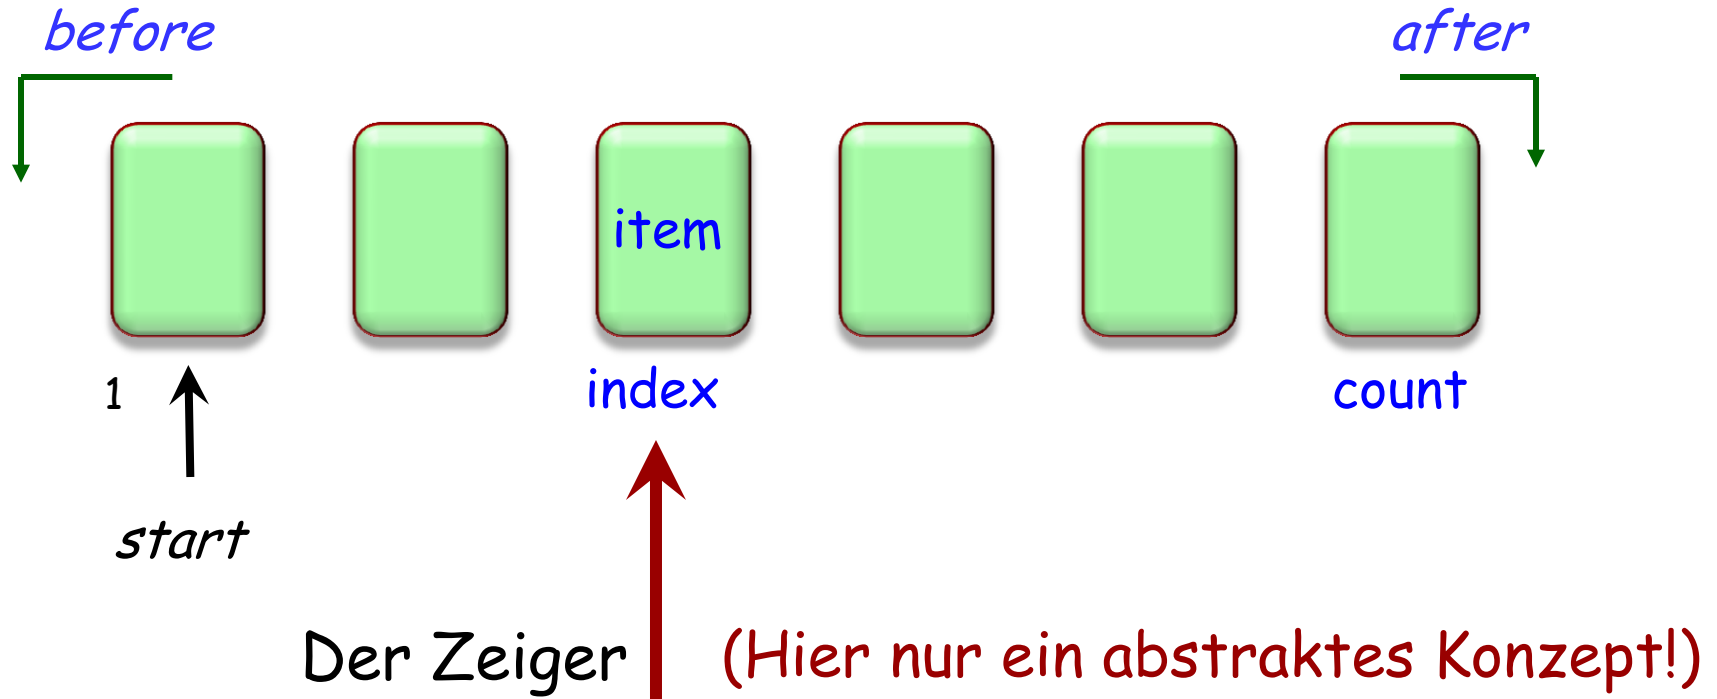 before
after
item
1
index
count
start
Der Zeiger
(Hier nur ein abstraktes Konzept!)